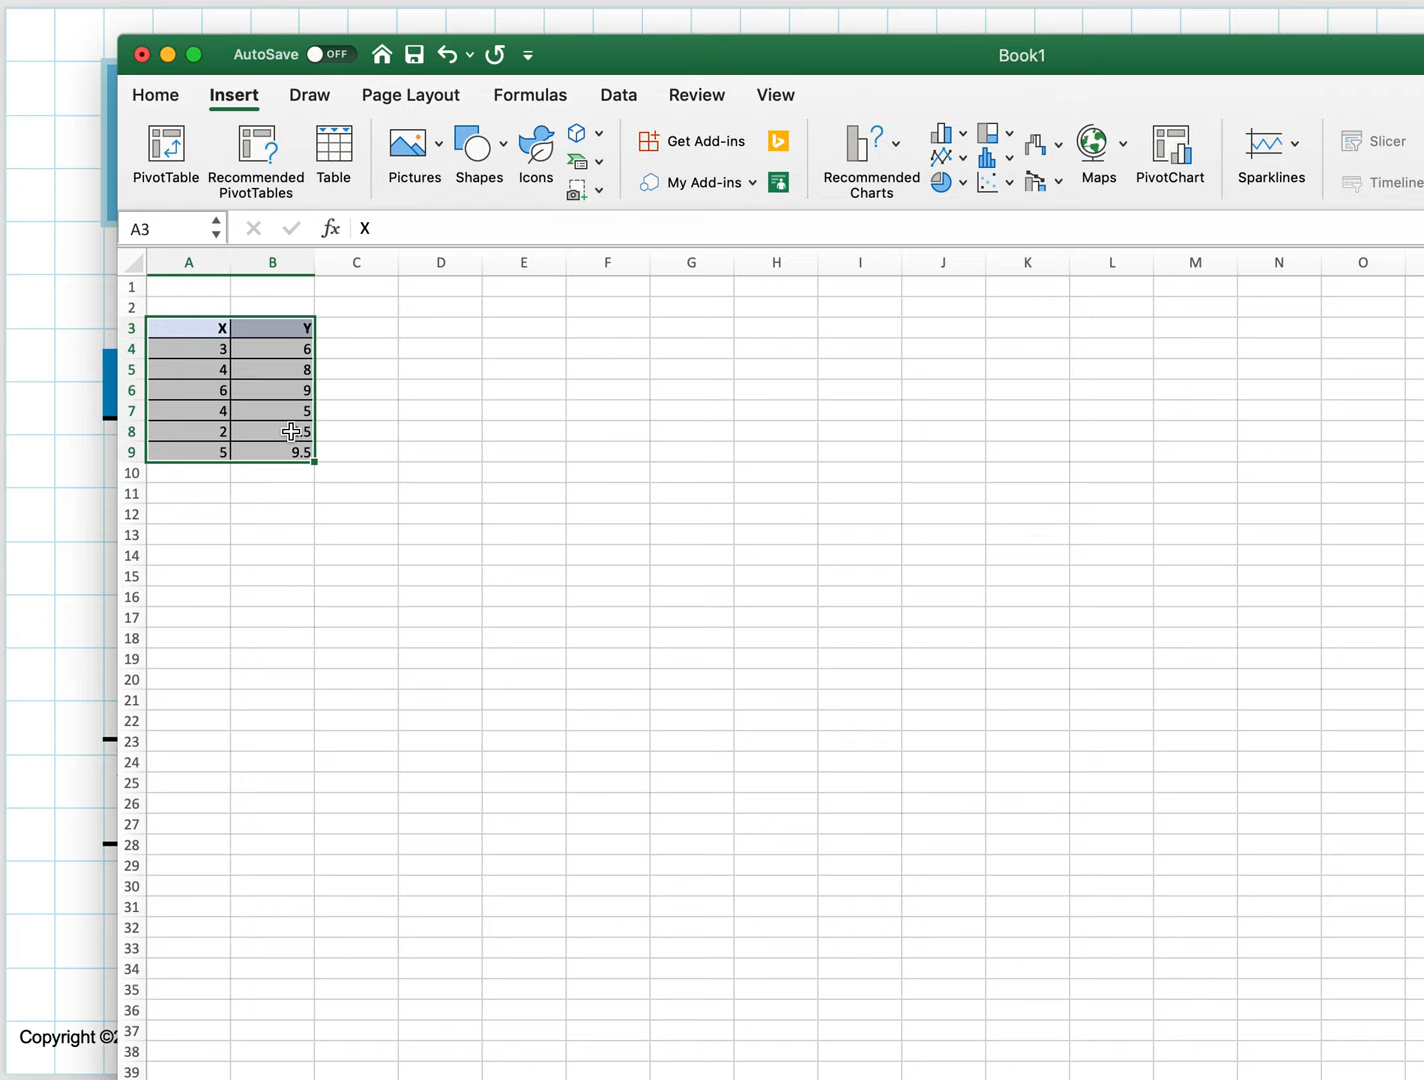 AutoSave OFF
Book1
Home Insert Draw Page Layout Formulas Data Review View
PivotTable
Recommended
PivotTables
Table
Pictures
Shapes
Icons
Get Add-ins
My Add-ins
Recommended
Charts
Maps
PivotChart
Sparklines
Slicer
Timeline
A3 fx X
A B C D E F G H I J K L M N O
1
2
3 X Y
4 3 6
5 4 8
6 6 9
7 4 5
8 2 .5
9 5 9.5
10
11
12
13
14
15
16
17
18
19
20
21
22
23
24
25
26
27
28
29
30
31
32
33
34
35
36
37
38
39
Copyright ©